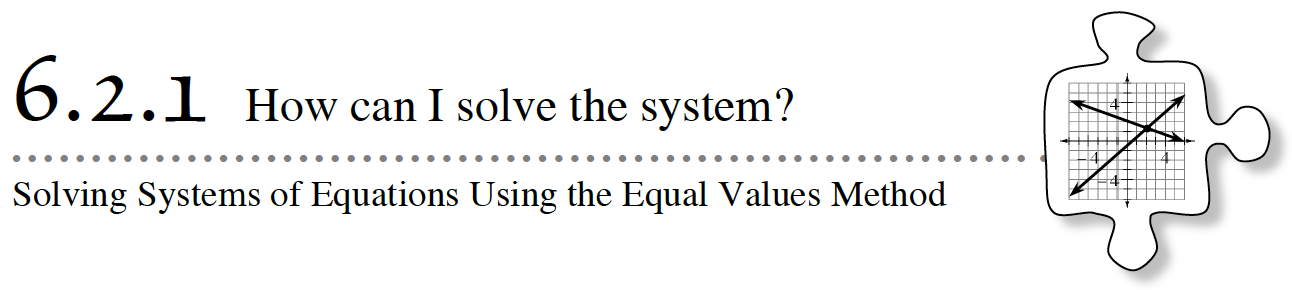 6.2.1 How can I solve the system?
Solving Systems of Equations Using the Equal Values Method
4
–4 4
–4